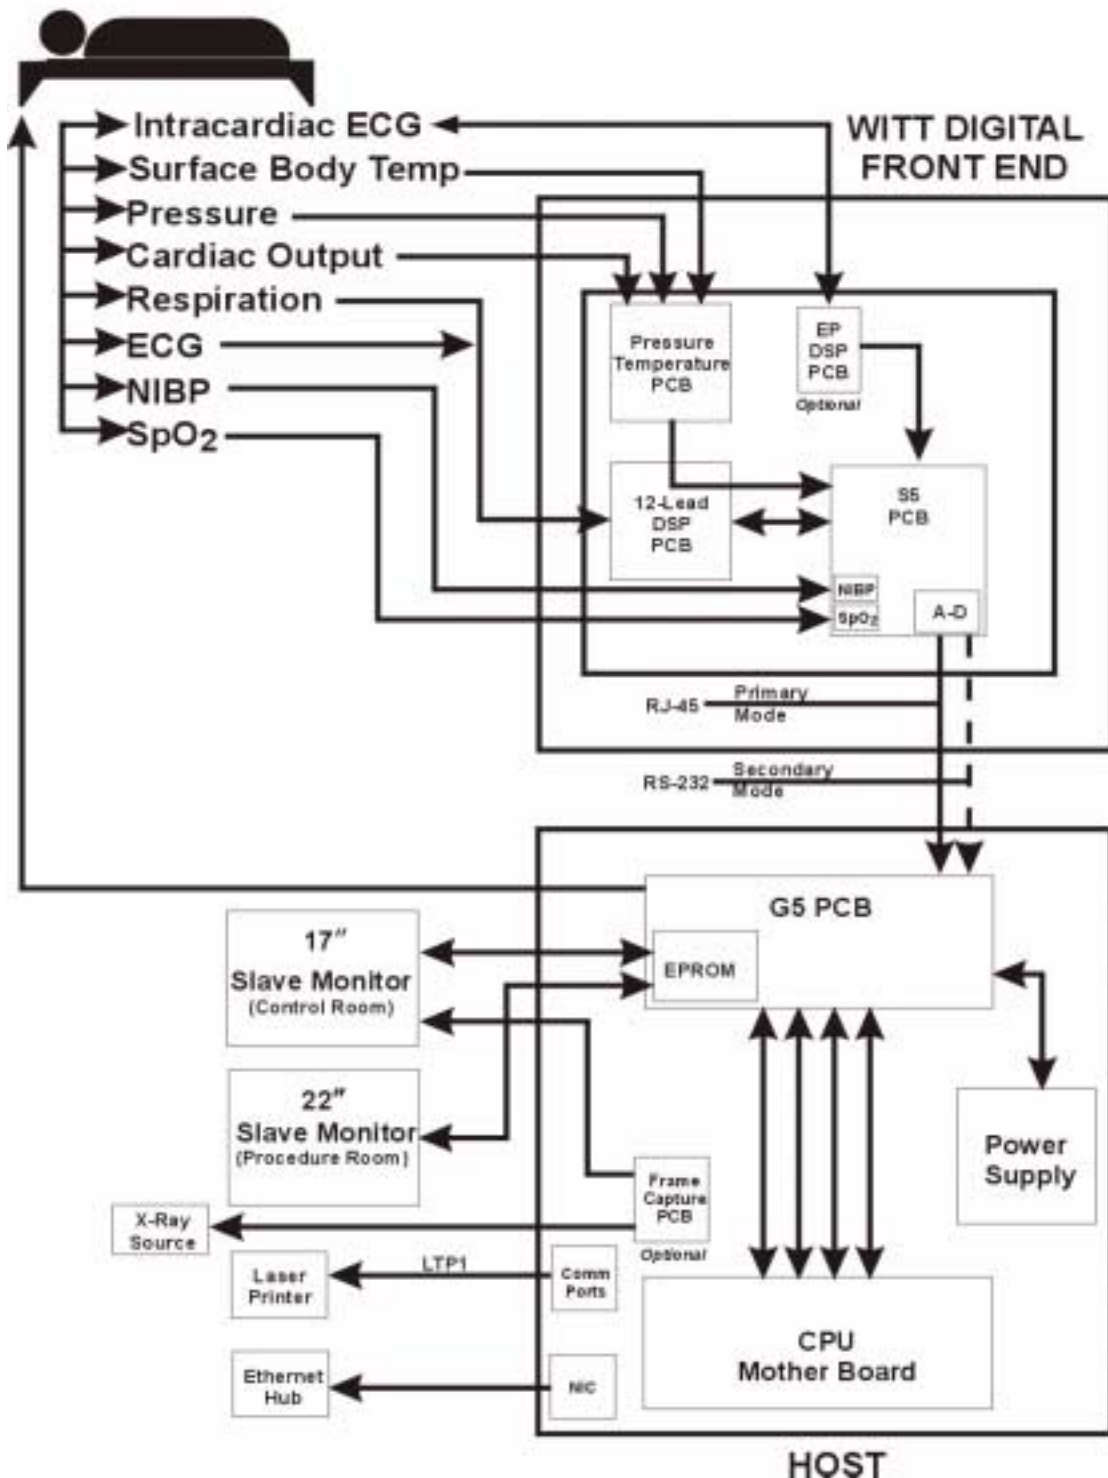 Intracardiac ECG
Surface Body Temp
Pressure
Cardiac Output
Respiration
ECG
NIBP
SpO2
WITT DIGITAL
FRONT END
Pressure
Temperature
PCB
EP
DSP
PCB
Optional
12-Lead
DSP
PCB
S5
PCB
NIBP
SpO2
A-D
RJ-45
Primary
Mode
RS-232
Secondary
Mode
G5 PCB
EPROM
17"
Slave Monitor
(Control Room)
22"
Slave Monitor
(Procedure Room)
Power
Supply
Frame
Capture
PCB
Optional
X-Ray
Source
LTP1
Laser
Printer
Comm
Ports
Ethernet
Hub
NIC
CPU
Mother Board
HOST